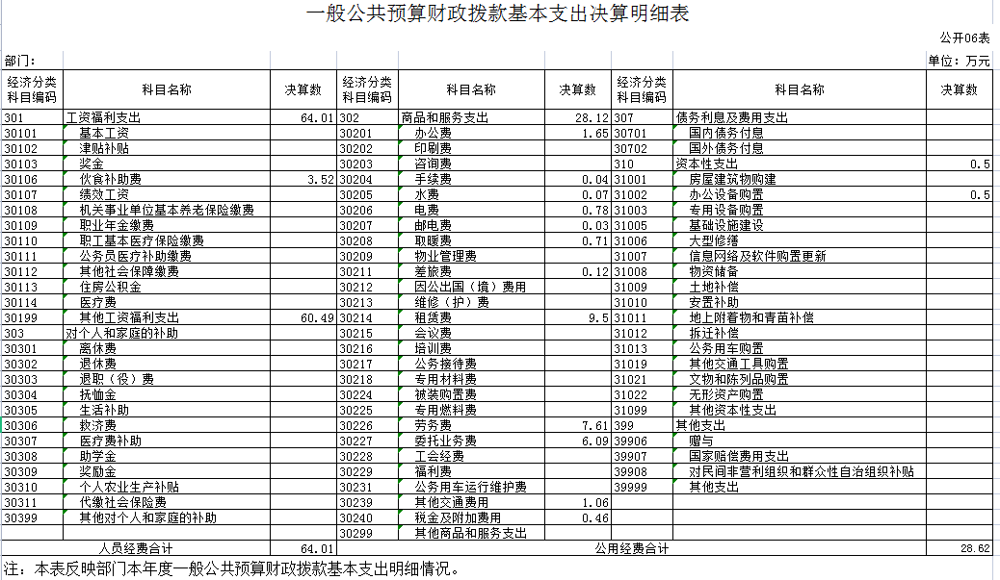 一般公共预算财政拨款基本支出决算明细表
公开06表
部门： 单位：万元
经济分类科目编码 科目名称 决算数 经济分类科目编码 科目名称 决算数 经济分类科目编码 科目名称 决算数
301 工资福利支出 64.01 302 商品和服务支出 28.12 307 债务利息及费用支出
30101 基本工资 30201 办公费 1.65 30701 国内债务付息
30102 津贴补贴 30202 印刷费 30702 国外债务付息
30103 奖金 30203 咨询费 310 资本性支出 0.5
30106 伙食补助费 3.52 30204 手续费 0.04 31001 房屋建筑物购建
30107 绩效工资 30205 水费 0.07 31002 办公设备购置 0.5
30108 机关事业单位基本养老保险缴费 30206 电费 0.78 31003 专用设备购置
30109 职业年金缴费 30207 邮电费 0.03 31005 基础设施建设
30110 职工基本医疗保险缴费 30208 取暖费 0.71 31006 大型修缮
30111 公务员医疗补助缴费 30209 物业管理费 31007 信息网络及软件购置更新
30112 其他社会保障缴费 30211 差旅费 0.12 31008 物资储备
30113 住房公积金 30212 因公出国（境）费用 31009 土地补偿
30114 医疗费 30213 维修（护）费 31010 安置补助
30199 其他工资福利支出 60.49 30214 租赁费 9.5 31011 地上附着物和青苗补偿
303 对个人和家庭的补助 30215 会议费 31012 拆迁补偿
30301 离休费 30216 培训费 31013 公务用车购置
30302 退休费 30217 公务接待费 31019 其他交通工具购置
30303 退职（役）费 30218 专用材料费 31021 文物和陈列品购置
30304 抚恤金 30224 被装购置费 31022 无形资产购置
30305 生活补助 30225 专用燃料费 31099 其他资本性支出
30306 救济费 30226 劳务费 7.61 399 其他支出
30307 医疗费补助 30227 委托业务费 6.09 39906 赠与
30308 助学金 30228 工会经费 39907 国家赔偿费用支出
30309 奖励金 30229 福利费 39908 对民间非营利组织和群众性自治组织补贴
30310 个人农业生产补贴 30231 公务用车运行维护费 39999 其他支出
30311 代缴社会保险费 30239 其他交通费用 1.06
30399 其他对个人和家庭的补助 30240 税金及附加费用 0.46
30299 其他商品和服务支出
人员经费合计 64.01 公用经费合计 28.62
注：本表反映部门本年度一般公共预算财政拨款基本支出明细情况。